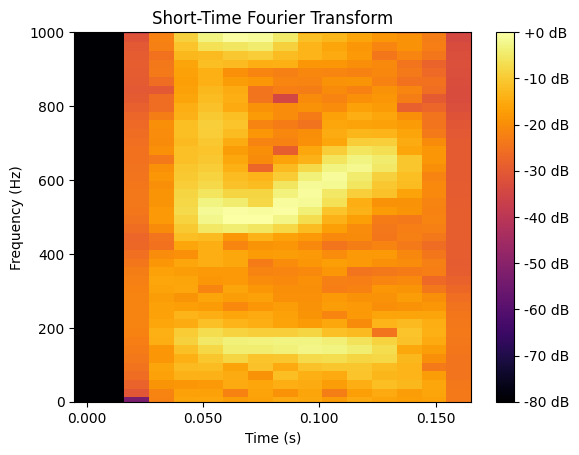 Short-Time Fourier Transform
1000
800
600
400
200
0
Frequency (Hz)
0.000
0.050
0.100
0.150
Time (s)
+0 dB
-10 dB
-20 dB
-30 dB
-40 dB
-50 dB
-60 dB
-70 dB
-80 dB